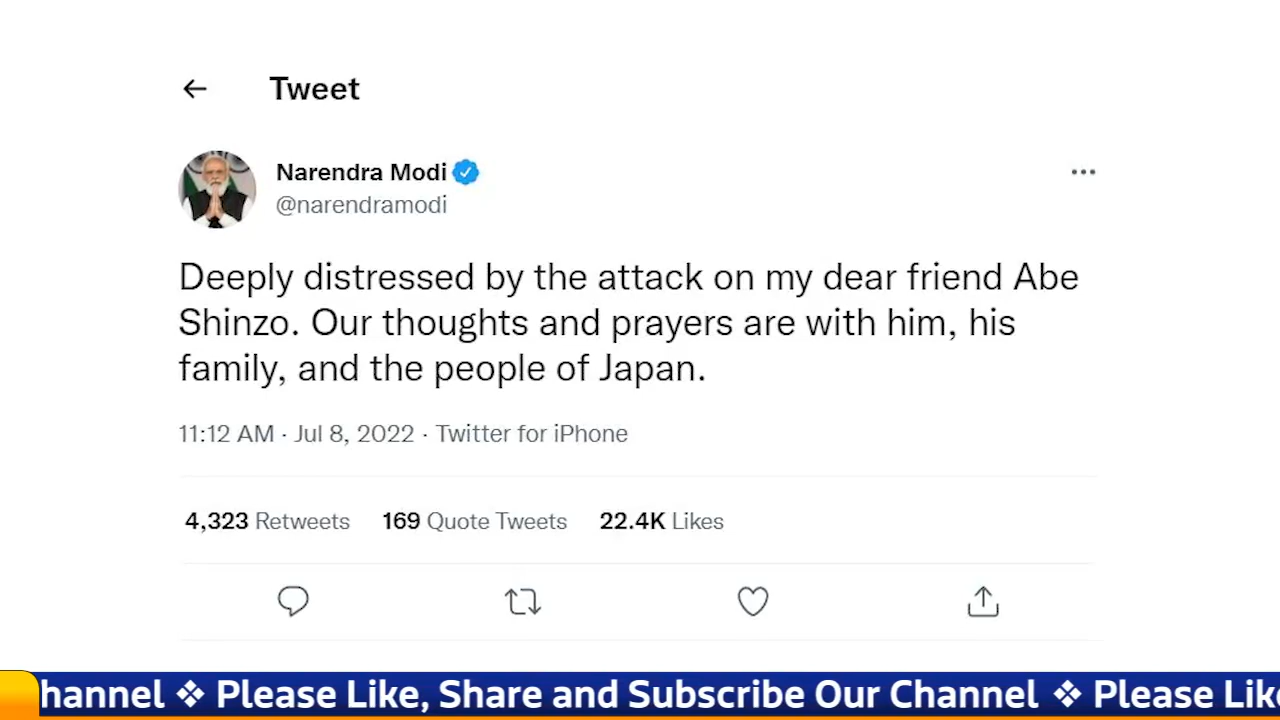 Tweet
Narendra Modi
@narendramodi
Deeply distressed by the attack on my dear friend Abe
Shinzo. Our thoughts and prayers are with him, his
family, and the people of Japan.
11:12 AM · Jul 8, 2022 · Twitter for iPhone
4,323 Retweets 169 Quote Tweets 22.4K Likes
hannel ❖ Please Like, Share and Subscribe Our Channel ❖ Please Like